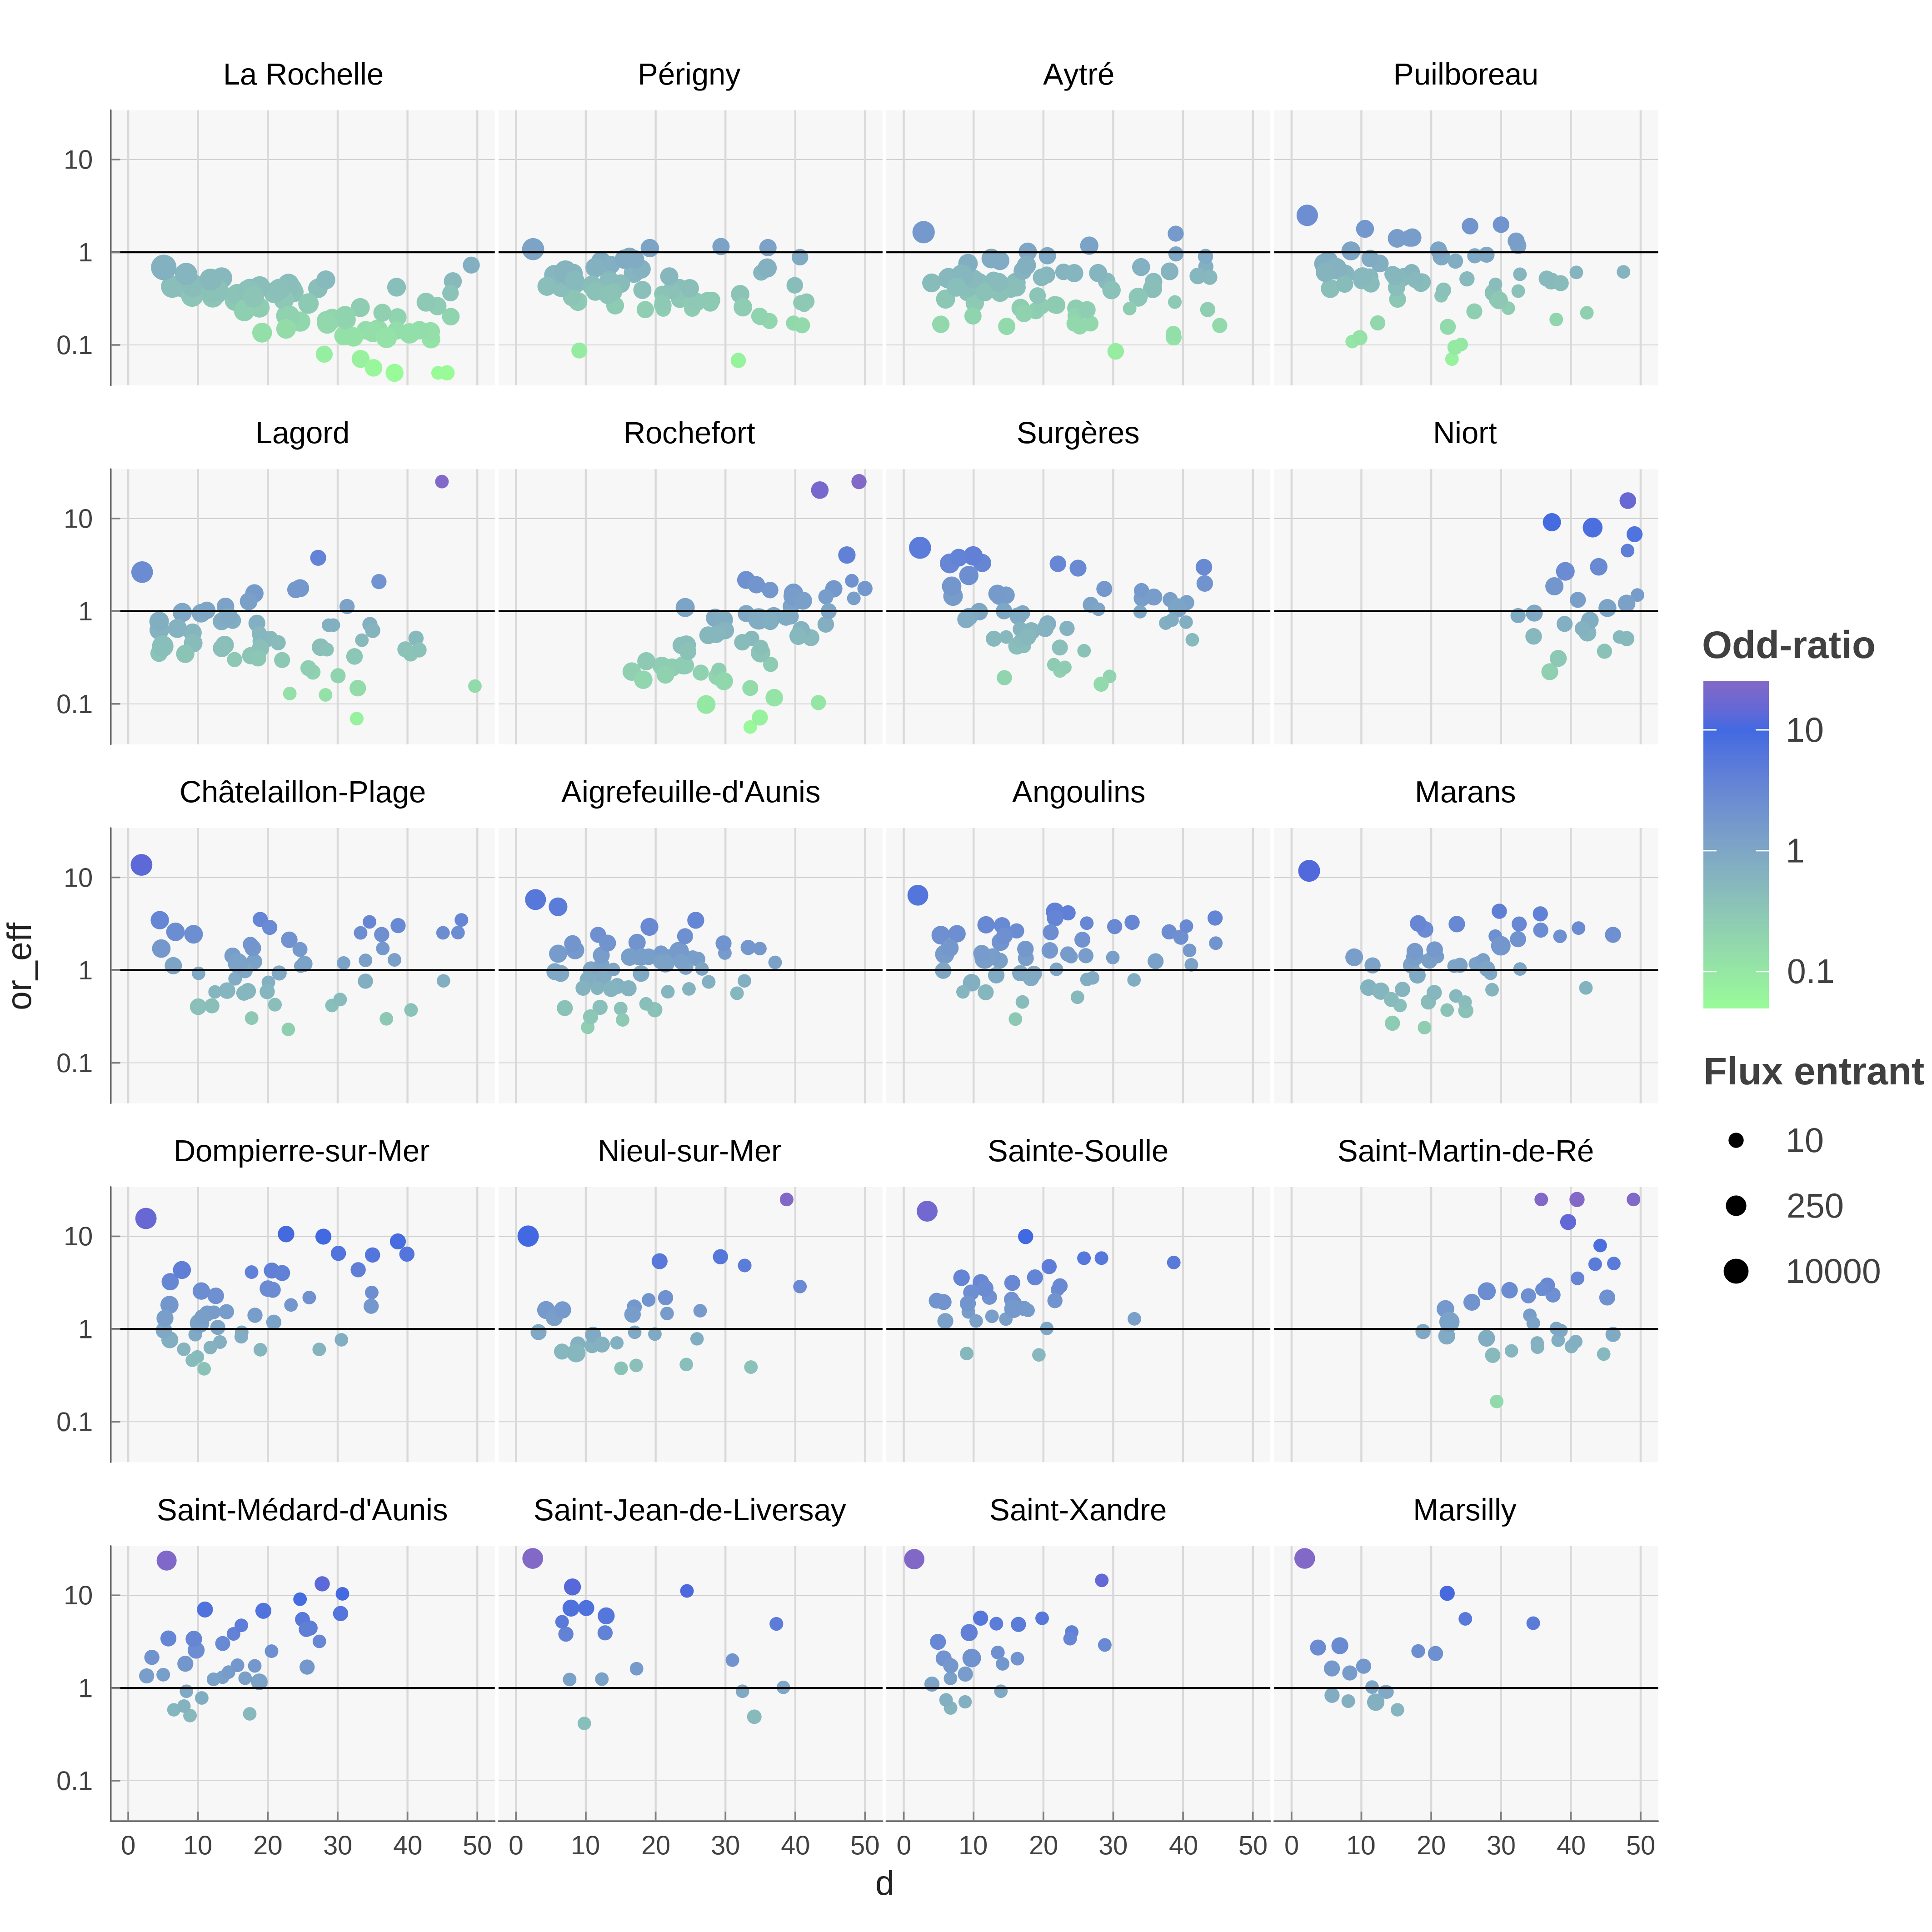 La Rochelle Périgny Aytré Puilboreau
10
1
0.1
Lagord Rochefort Surgères Niort
10
1
0.1
Châtelaillon-Plage Aigrefeuille-d'Aunis Angoulins Marans
10
1
0.1
Dompierre-sur-Mer Nieul-sur-Mer Sainte-Soulle Saint-Martin-de-Ré
10
1
0.1
Saint-Médard-d'Aunis Saint-Jean-de-Liversay Saint-Xandre Marsilly
10
1
0.1
0 10 20 30 40 50 0 10 20 30 40 50 0 10 20 30 40 50 0 10 20 30 40 50
d
or_eff
Odd-ratio
10
1
0.1
Flux entrant
10
250
10000